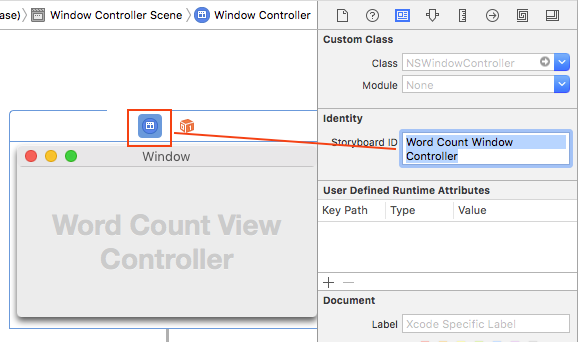 ase) Window Controller Scene Window Controller
Custom Class
Class NSWindowController
Module None
Identity
Storyboard ID Word Count Window
Controller
Window
Word Count View
Controller
User Defined Runtime Attributes
Key Path Type Value
Document
Label Xcode Specific Label